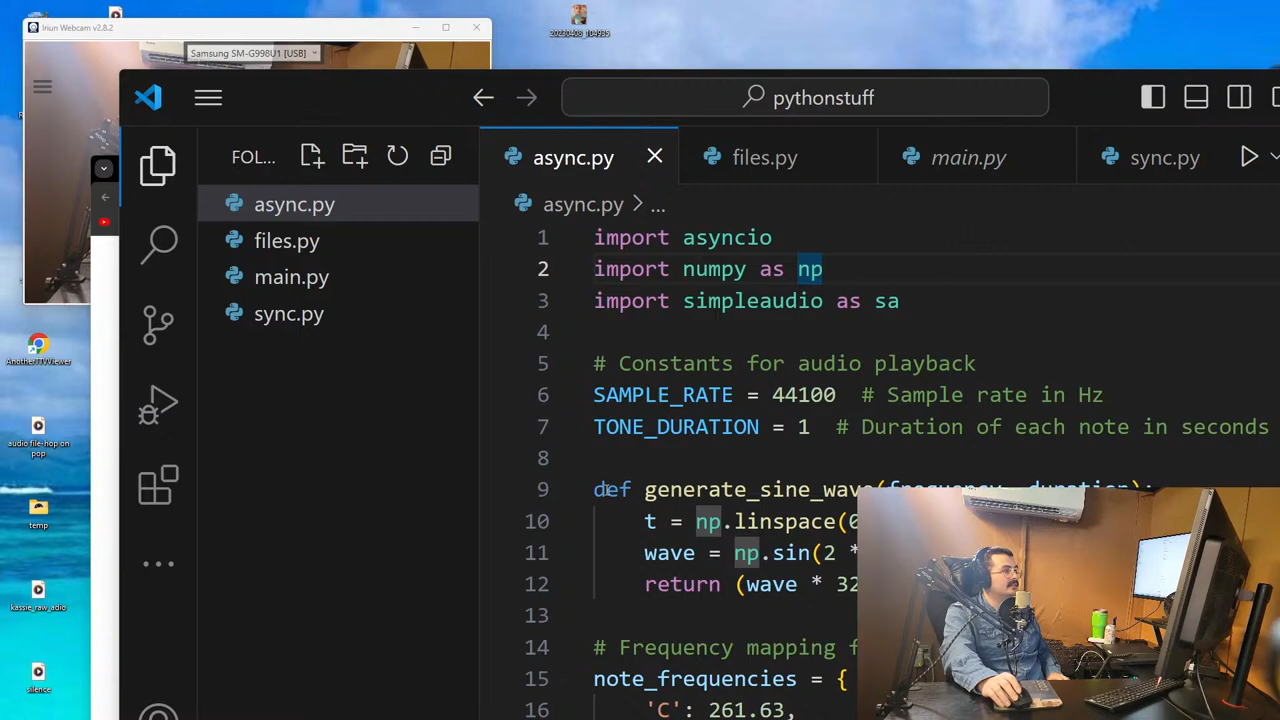 Iriun Webcam v2.8.2
Samsung SM-G998U1 [USB]
20230408_104935
pythonstuff
FOL...
async.py
files.py
main.py
sync.py
async.py
files.py
main.py
sync.py
async.py > ...
1 import asyncio
2 import numpy as np
3 import simpleaudio as sa
4
5 # Constants for audio playback
6 SAMPLE_RATE = 44100 # Sample rate in Hz
7 TONE_DURATION = 1 # Duration of each note in seconds
8
9 def generate_sine_wave(frequency, duration):
10 t = np.linspace(0
11 wave = np.sin(2 *
12 return (wave * 32
13
14 # Frequency mapping f
15 note_frequencies = {
16 'C': 261.63,
AnotherTTVViewer
audio file-hop on
pop
temp
kassie_raw_adio
silence